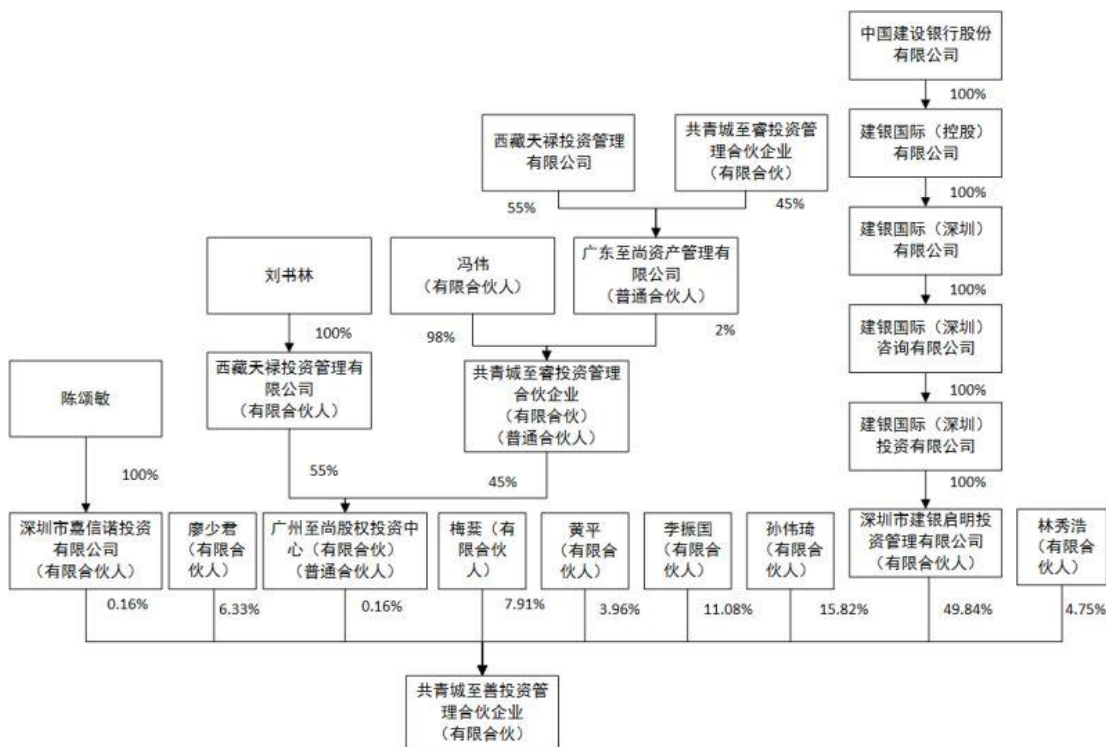 中国建设银行股份
有限公司
100%
建银国际（控股）
有限公司
100%
建银国际（深圳）
有限公司
100%
建银国际（深圳）
咨询有限公司
100%
建银国际（深圳）
投资有限公司
100%
西藏天禄投资管理
有限公司
共青城至睿投资管
理合伙企业
（有限合伙）
55%
45%
刘书林
冯伟
（有限合伙人）
广东至尚资产管理有
限公司
（普通合伙人）
100%
98%
2%
陈颂敏
西藏天禄投资管理有
限公司
（有限合伙人）
共青城至睿投资管理
合伙企业
（有限合伙）
（普通合伙人）
100%
55%
45%
深圳市嘉信诺投资
有限公司
（有限合伙人）
廖少君
（有限合
伙人）
广州至尚股权投资中
心（有限合伙）
（普通合伙人）
梅蕋（有
限合伙
人）
黄平
（有限合
伙人）
李振国
（有限合
伙人）
孙伟琦
（有限合
伙人）
深圳市建银启明投
资管理有限公司
（有限合伙人）
林秀浩
（有限合
伙人）
0.16%
6.33%
0.16%
7.91%
3.96%
11.08%
15.82%
49.84%
4.75%
共青城至善投资管
理合伙企业
（有限合伙）